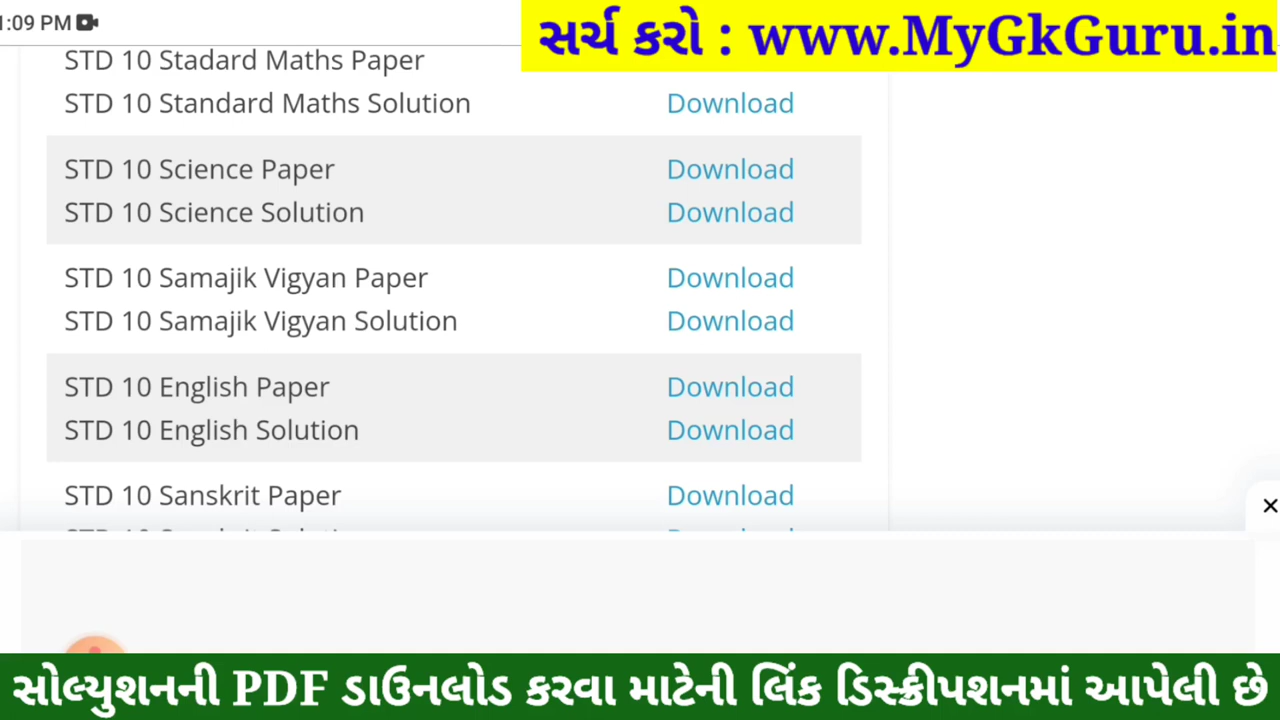 1:09 PM
સર્ચ કરો : www.MyGkGuru.in
STD 10 Stadard Maths Paper
STD 10 Standard Maths Solution Download
STD 10 Science Paper Download
STD 10 Science Solution Download
STD 10 Samajik Vigyan Paper Download
STD 10 Samajik Vigyan Solution Download
STD 10 English Paper Download
STD 10 English Solution Download
STD 10 Sanskrit Paper Download
સોલ્યુશનની PDF ડાઉનલોડ કરવા માટેની લિંક ડિસ્ક્રીપશનમાં આપેલી છે